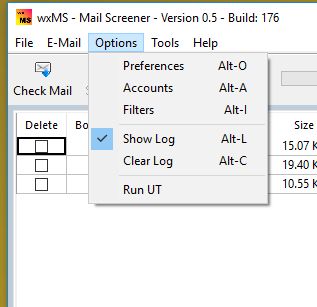 wxMS - Mail Screener - Version 0.5 - Build: 176
File E-Mail Options Tools Help
Check Mail
Preferences Alt-O
Accounts Alt-A
Filters Alt-I
Show Log Alt-L
Clear Log Alt-C
Run UT
Delete Bo Size
15.07 K
19.40 K
10.55 K